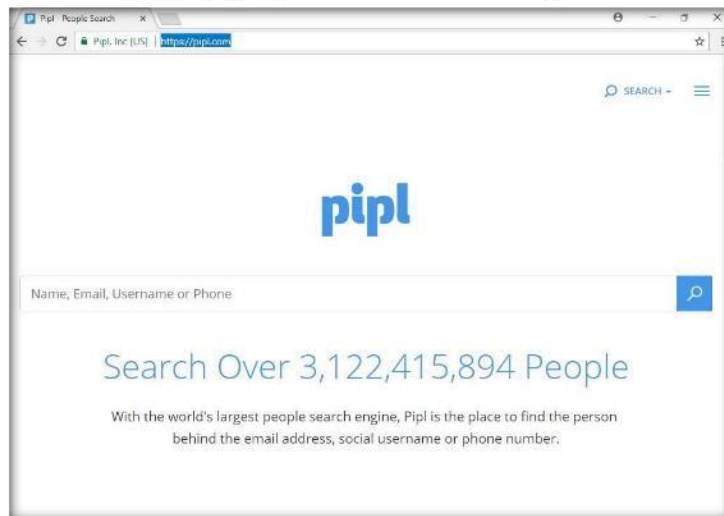 Pipl - People Search
Pipl, Inc [US] | https://pipl.com
SEARCH
pipl
Name, Email, Username or Phone
Search Over 3,122,415,894 People
With the world's largest people search engine, Pipl is the place to find the person
behind the email address, social username or phone number.